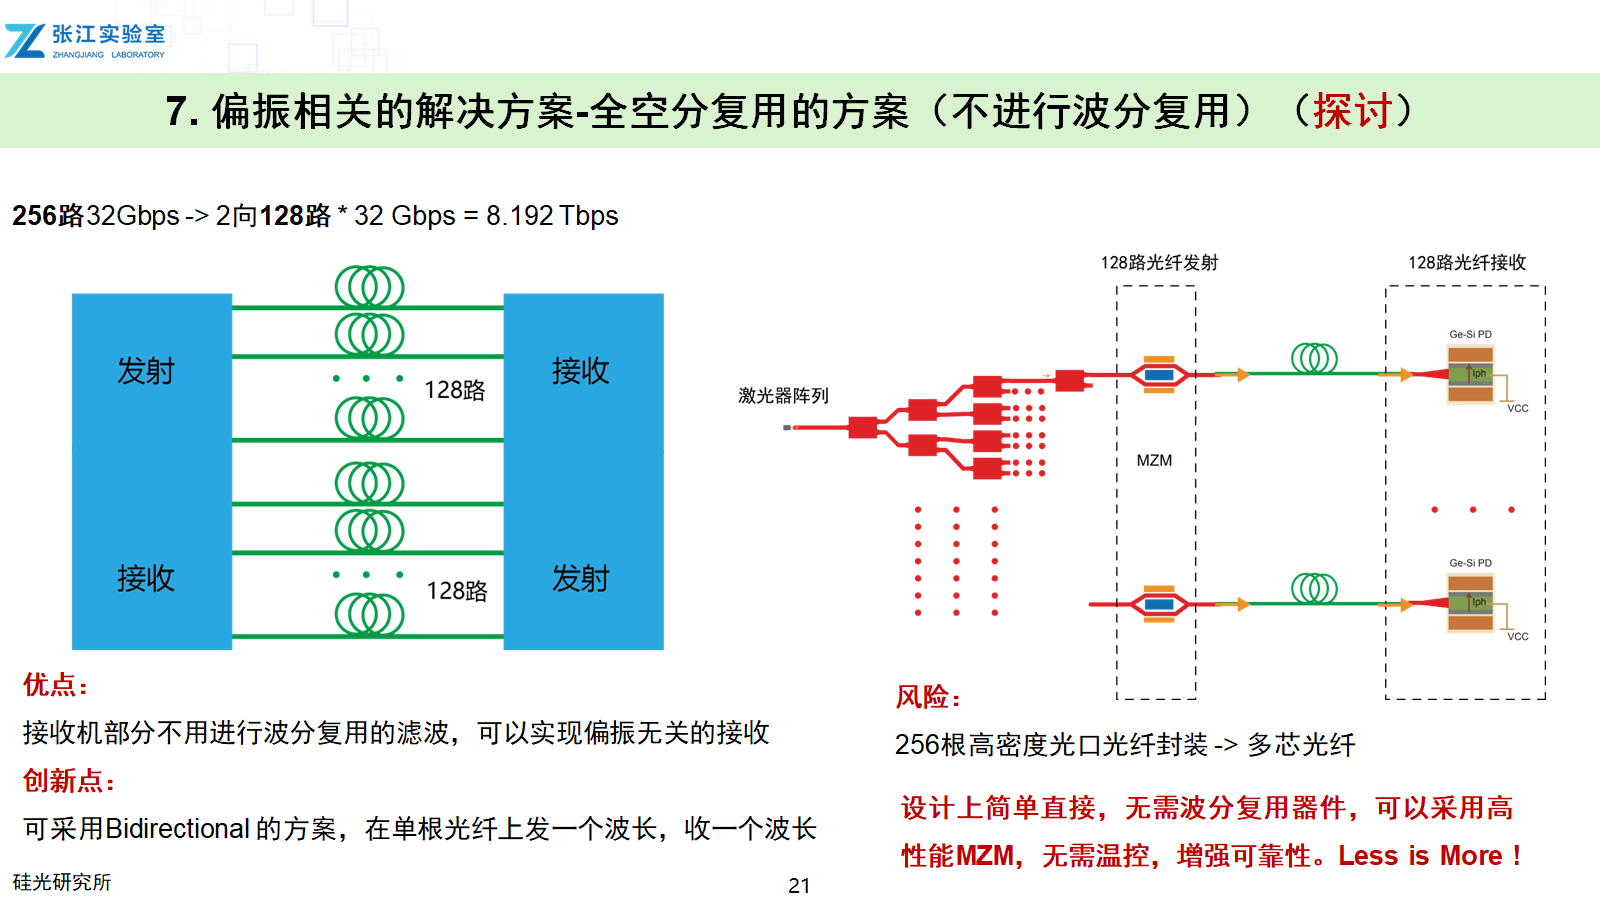 张江实验室
ZHANGJIANG LABORATORY
7. 偏振相关的解决方案-全空分复用的方案（不进行波分复用）（探讨）
256路32Gbps -> 2向128路 * 32 Gbps = 8.192 Tbps
发射
接收
128路
接收
发射
128路
128路光纤发射
128路光纤接收
激光器阵列
MZM
Ge-Si PD
Iph
VCC
Ge-Si PD
Iph
VCC
优点：
接收机部分不用进行波分复用的滤波，可以实现偏振无关的接收
创新点：
可采用Bidirectional 的方案，在单根光纤上发一个波长，收一个波长
风险：
256根高密度光口光纤封装 -> 多芯光纤
设计上简单直接，无需波分复用器件，可以采用高
性能MZM，无需温控，增强可靠性。Less is More！
硅光研究所
21